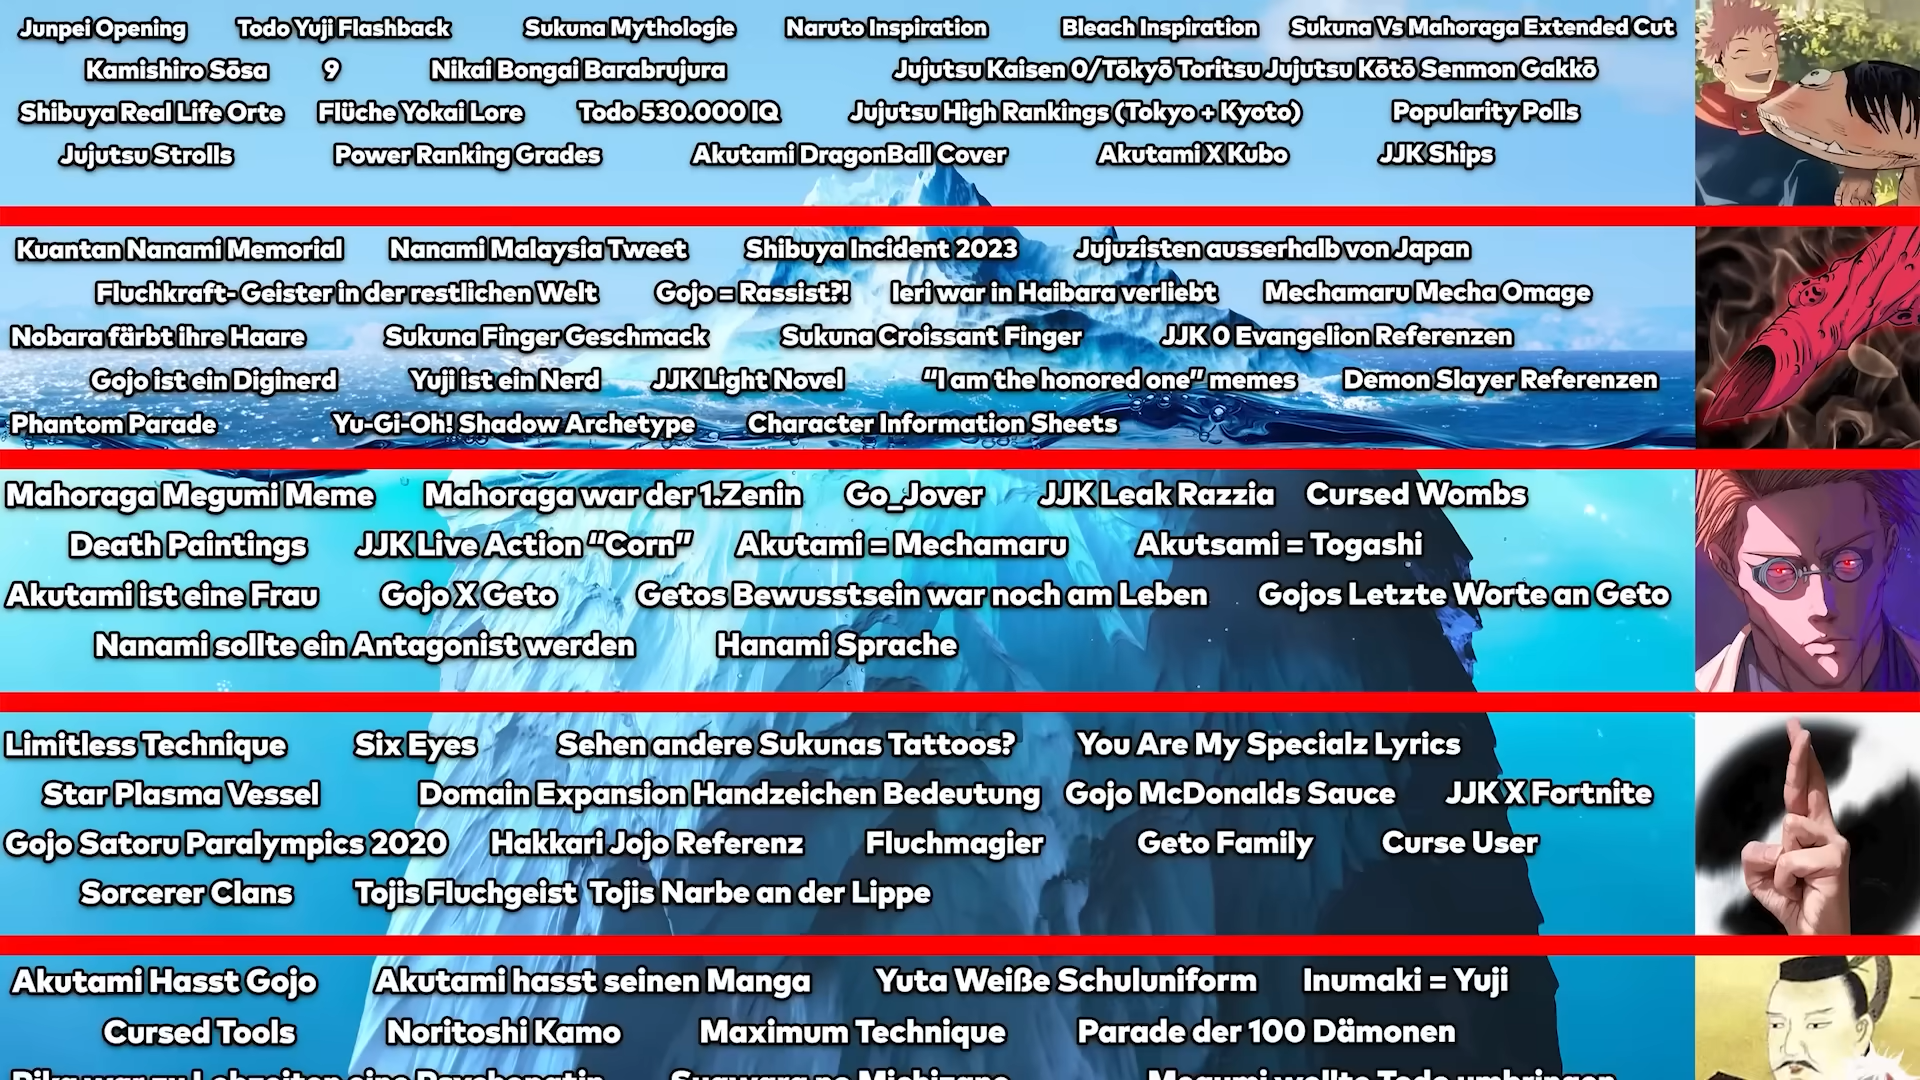 Junpei Opening Todo Yuji Flashback Sukuna Mythologie Naruto Inspiration Bleach Inspiration Sukuna Vs Mahoraga Extended Cut
Kamishiro Sōsa 9 Nikai Bongai Barabrujura Jujutsu Kaisen 0/Tōkyō Toritsu Jujutsu Kōtō Senmon Gakkō
Shibuya Real Life Orte Flüche Yokai Lore Todo 530.000 IQ Jujutsu High Rankings (Tokyo + Kyoto) Popularity Polls
Jujutsu Strolls Power Ranking Grades Akutami DragonBall Cover Akutami X Kubo JJK Ships
Kuantan Nanami Memorial Nanami Malaysia Tweet Shibuya Incident 2023 Jujuzisten ausserhalb von Japan
Fluchkraft- Geister in der restlichen Welt Gojo = Rassist?! Ieri war in Haibara verliebt Mechamaru Mecha Omage
Nobara färbt ihre Haare Sukuna Finger Geschmack Sukuna Croissant Finger JJK 0 Evangelion Referenzen
Gojo ist ein Diginerd Yuji ist ein Nerd JJK Light Novel “I am the honored one” memes Demon Slayer Referenzen
Phantom Parade Yu-Gi-Oh! Shadow Archetype Character Information Sheets
Mahoraga Megumi Meme Mahoraga war der 1.Zenin Go_Jover JJK Leak Razzia Cursed Wombs
Death Paintings JJK Live Action “Corn” Akutami = Mechamaru Akutsami = Togashi
Akutami ist eine Frau Gojo X Geto Getos Bewusstsein war noch am Leben Gojos Letzte Worte an Geto
Nanami sollte ein Antagonist werden Hanami Sprache
Limitless Technique Six Eyes Sehen andere Sukunas Tattoos? You Are My Specialz Lyrics
Star Plasma Vessel Domain Expansion Handzeichen Bedeutung Gojo McDonalds Sauce JJK X Fortnite
Gojo Satoru Paralympics 2020 Hakkari Jojo Referenz Fluchmagier Geto Family Curse User
Sorcerer Clans Tojis Fluchgeist Tojis Narbe an der Lippe
Akutami Hasst Gojo Akutami hasst seinen Manga Yuta Weiße Schuluniform Inumaki = Yuji
Cursed Tools Noritoshi Kamo Maximum Technique Parade der 100 Dämonen
Rika war zu Lebzeiten eine Psychopatin Sugawara no Michizane Megumi wollte Todo umbringen